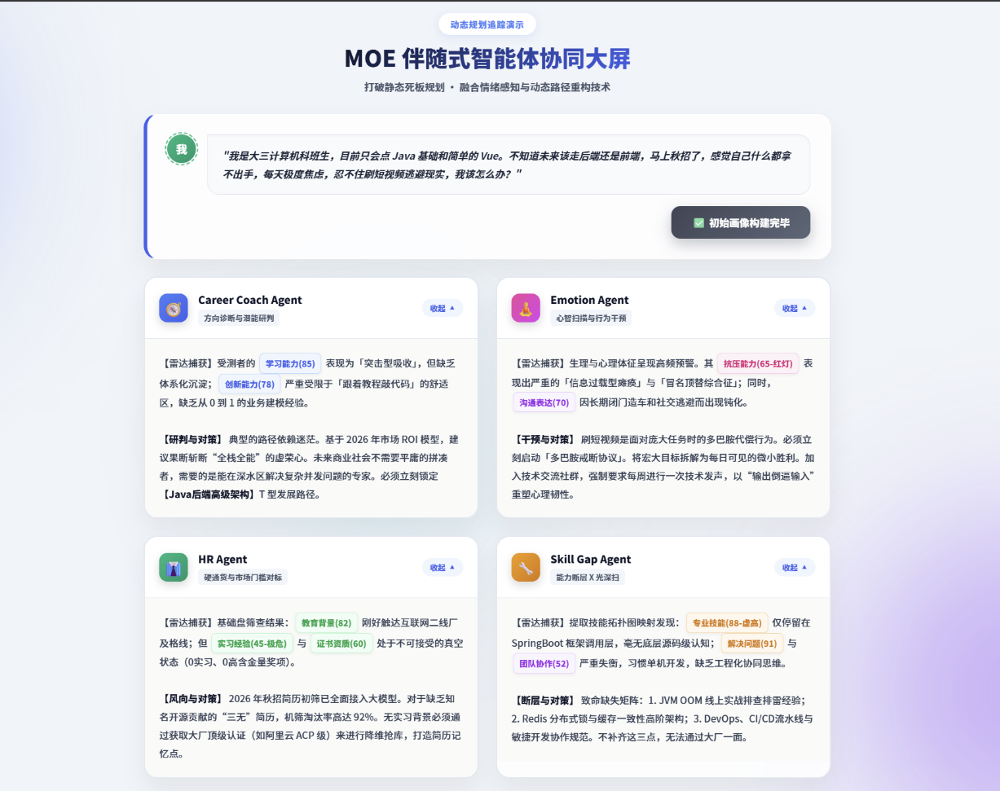 动态规划追踪演示
MOE 伴随式智能体协同大屏
打破静态死板规划 • 融合情绪感知与动态路径重构技术
我
"我是大三计算机科班生，目前只会点 Java 基础和简单的 Vue。不知道未来该走后端还是前端，马上秋招了，感觉自己什么都拿
不出手，每天极度焦虑，忍不住刷短视频逃避现实，我该怎么办？"
✅ 初始画像构建完毕
Career Coach Agent
方向诊断与潜能研判
收起 ▲
【雷达捕获】受测者的 学习能力(85) 表现为「突击型吸收」，但缺乏
体系化沉淀； 创新能力(78) 严重受限于「跟着教程敲代码」的舒适
区，缺乏从 0 到 1 的业务建模经验。
【研判与对策】 典型的路径依赖迷茫。基于 2026 年市场 ROI 模型，建
议果断斩断“全栈全能”的虚荣心。未来商业社会不需要平庸的拼凑
者，需要的是能在深水区解决复杂并发问题的专家。必须立刻锁定
【Java后端高级架构】T 型发展路径。
Emotion Agent
心智扫描与行为干预
收起 ▲
【雷达捕获】生理与心理体征呈现高频预警。其 抗压能力(65-红灯) 表
现出严重的「信息过载型瘫痪」与「冒名顶替综合征」；同时，
沟通表达(70) 因长期闭门造车和社交逃避而出现钝化。
【干预与对策】 刷短视频是面对庞大任务时的多巴胺代偿行为。必须立
刻启动「多巴胺戒断协议」。将宏大目标拆解为每日可见的微小胜利。加
入技术交流社群，强制要求每周进行一次技术发声，以“输出倒逼输入”
重塑心理韧性。
HR Agent
硬通货与市场门槛对标
收起 ▲
【雷达捕获】基础盘筛查结果： 教育背景(82) 刚好触达互联网二线厂
及格线；但 实习经验(45-极危) 与 证书资质(60) 处于不可接受的真空
状态（0实习、0高含金量奖项）。
【风向与对策】 2026 年秋招简历初筛已全面接入大模型。对于缺乏知
名开源贡献的“三无”简历，机筛淘汰率高达 92%。无实习背景必须通
过获取大厂顶级认证（如阿里云 ACP 级）来进行降维抢库，打造简历记
忆点。
Skill Gap Agent
能力断层 X 光深扫
收起 ▲
【雷达捕获】提取技能拓扑图映射发现： 专业技能(88-虚高) 仅停留在
SpringBoot 框架调用层，毫无底层源码级认知； 解决问题(91) 与
团队协作(52) 严重失衡，习惯单机开发，缺乏工程化协同思维。
【断层与对策】 致命缺失矩阵：1. JVM OOM 线上实战排查排雷经验；
2. Redis 分布式锁与缓存一致性高阶架构；3. DevOps、CI/CD流水线与
敏捷开发协作规范。不补齐这三点，无法通过大厂一面。